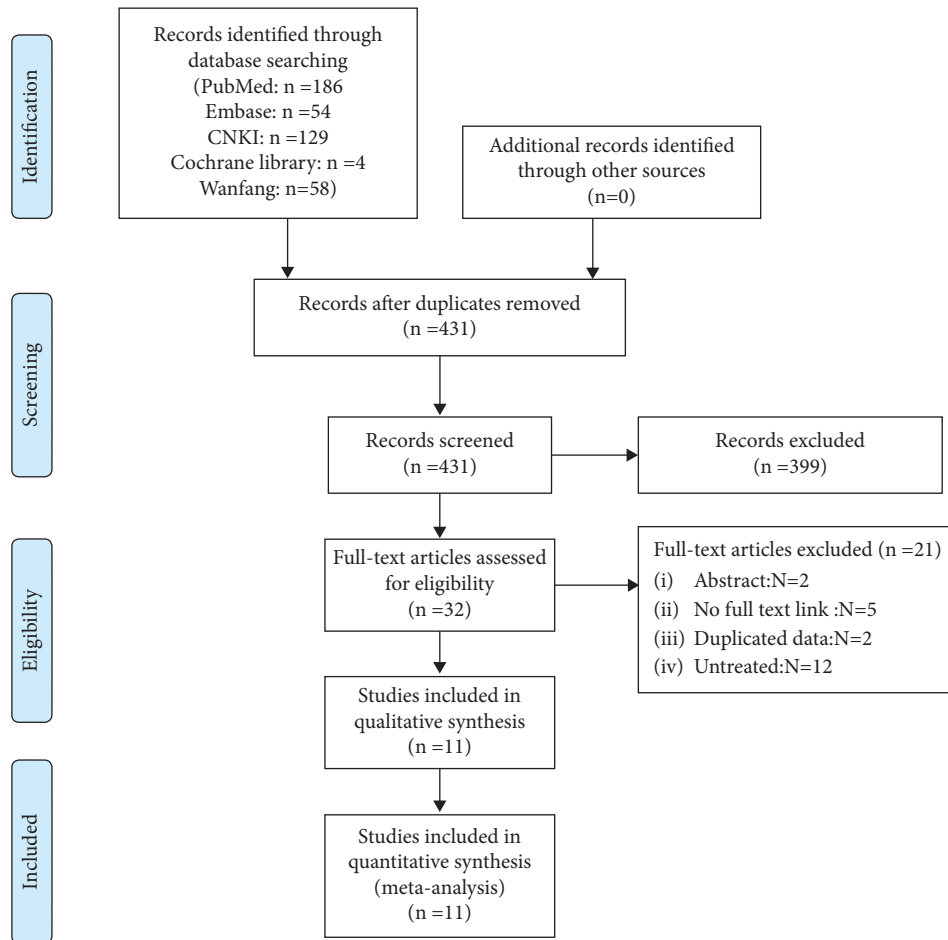 Identification
Records identified through
database searching
(PubMed: n =186
Embase: n =54
CNKI: n =129
Cochrane library: n =4
Wanfang: n=58)
Additional records identified
through other sources
(n=0)
Screening
Records after duplicates removed
(n =431)
Records screened
(n =431)
Records excluded
(n =399)
Eligibility
Full-text articles assessed
for eligibility
(n =32)
Full-text articles excluded (n =21)
(i) Abstract:N=2
(ii) No full text link :N=5
(iii) Duplicated data:N=2
(iv) Untreated:N=12
Studies included in
qualitative synthesis
(n =11)
Included
Studies included in
quantitative synthesis
(meta-analysis)
(n =11)